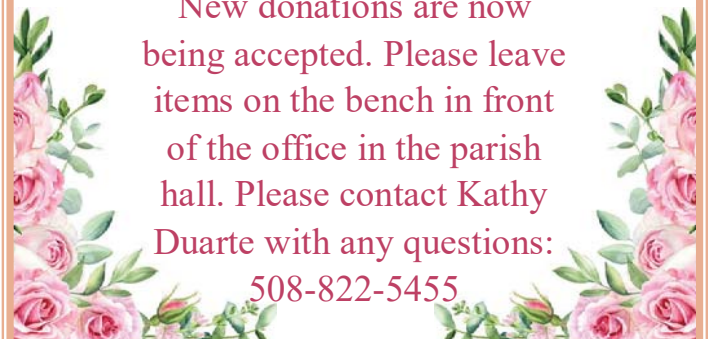 New donations are now
being accepted. Please leave
items on the bench in front
of the office in the parish
hall. Please contact Kathy
Duarte with any questions:
508-822-5455